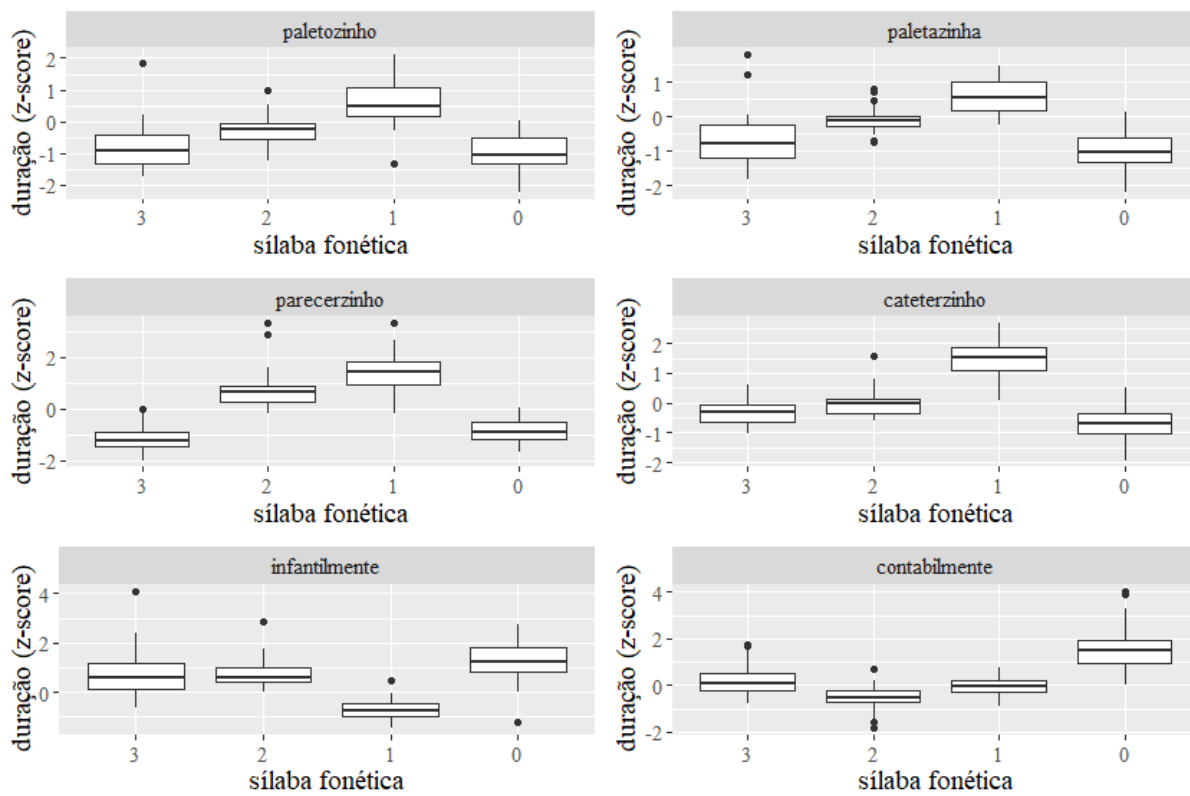 paletozinho
duração (z-score)
2
1
0
-1
-2
3 2 1 0
sílaba fonética
paletazinha
duração (z-score)
1
0
-1
-2
3 2 1 0
sílaba fonética
parecerzinho
duração (z-score)
2
0
-2
3 2 1 0
sílaba fonética
cateterzinho
duração (z-score)
2
1
0
-1
-2
3 2 1 0
sílaba fonética
infantilmente
duração (z-score)
4
2
0
3 2 1 0
sílaba fonética
contabilmente
duração (z-score)
4
2
0
-2
3 2 1 0
sílaba fonética